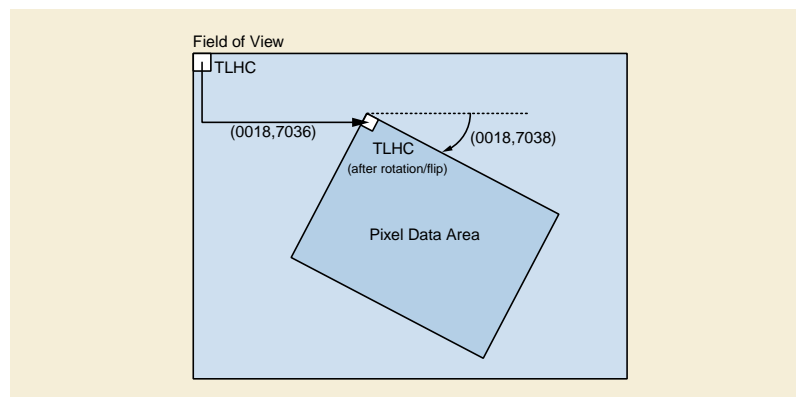 Field of View
TLHC
(0018,7036)
(0018,7038)
TLHC
(after rotation/flip)
Pixel Data Area